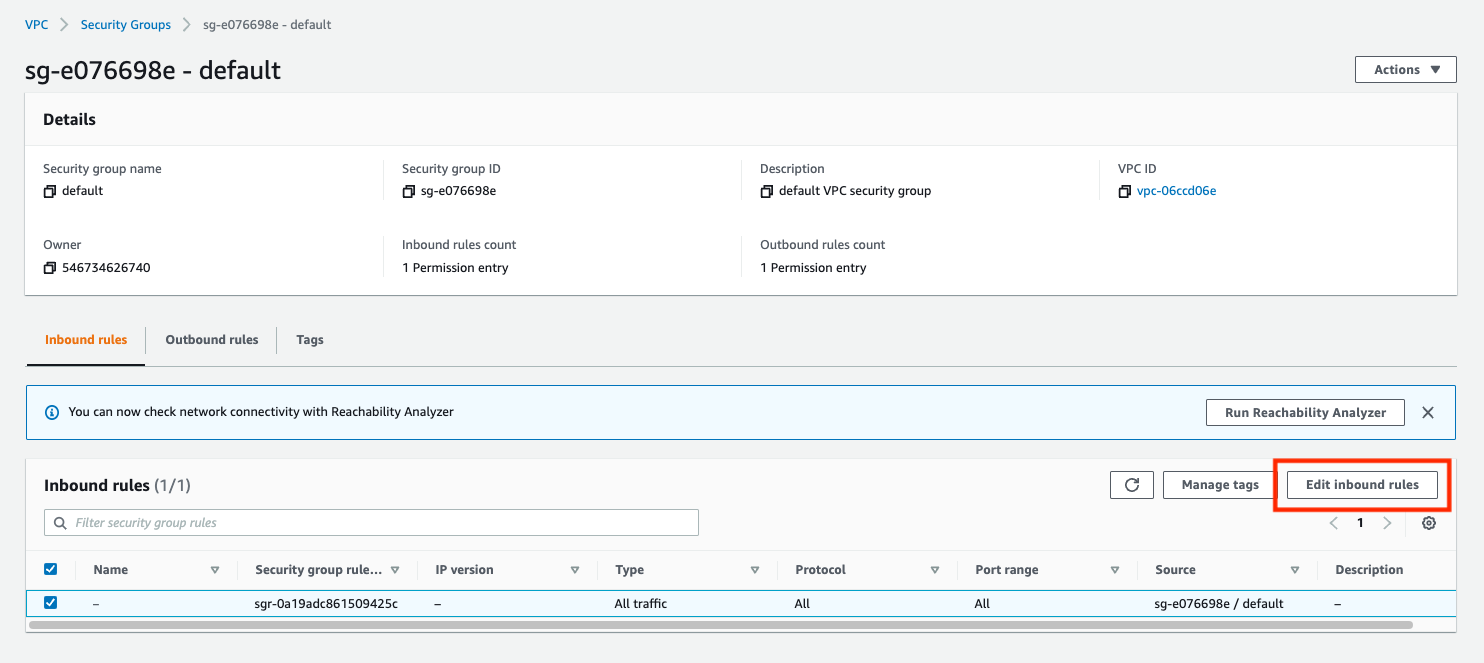 VPC > Security Groups > sg-e076698e - default
sg-e076698e - default
Actions ▼
Details
Security group name
default
Security group ID
sg-e076698e
Description
default VPC security group
VPC ID
vpc-06ccd06e
Owner
546734626740
Inbound rules count
1 Permission entry
Outbound rules count
1 Permission entry
Inbound rules Outbound rules Tags
You can now check network connectivity with Reachability Analyzer Run Reachability Analyzer
Inbound rules (1/1) Manage tags Edit inbound rules
Filter security group rules 1
Name Security group rule... IP version Type Protocol Port range Source Description
– sgr-0a19adc861509425c – All traffic All All sg-e076698e / default –